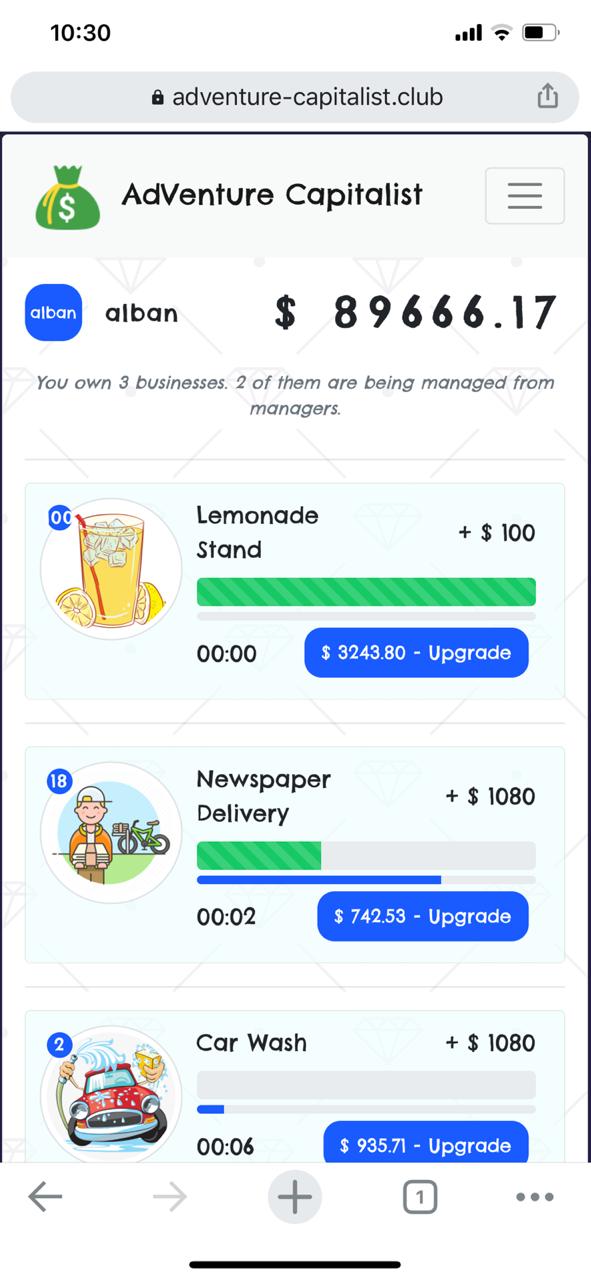 10:30
adventure-capitalist.club
AdVenture Capitalist
alban
alban
$ 89666.17
You own 3 businesses. 2 of them are being managed from
managers.
00
Lemonade
Stand
+ $ 100
00:00
$ 3243.80 - Upgrade
18
Newspaper
Delivery
+ $ 1080
00:02
$ 742.53 - Upgrade
2
Car Wash
+ $ 1080
00:06
$ 935.71 - Upgrade
1